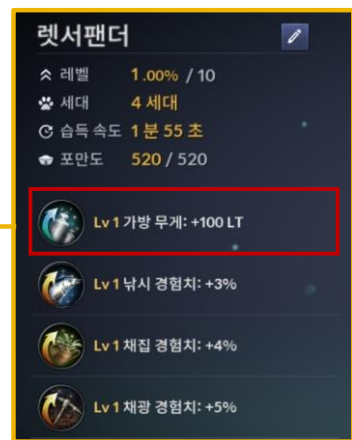 렛서팬더
레벨 1.00% / 10
세대 4 세대
습득 속도 1 분 55 초
포만도 520 / 520
Lv 1 가방 무게: +100 LT
Lv 1 낚시 경험치: +3%
Lv 1 채집 경험치: +4%
Lv 1 채광 경험치: +5%